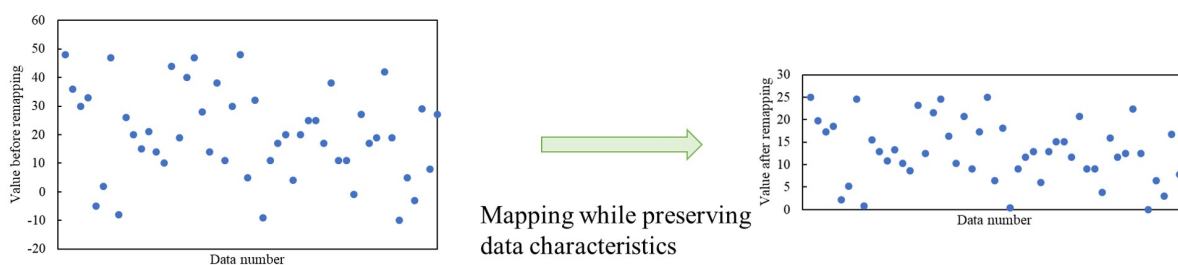 Value before remapping
60
50
40
30
20
10
0
-10
-20
Data number
Mapping while preserving
data characteristics
Value after remapping
30
25
20
15
10
5
0
Data number